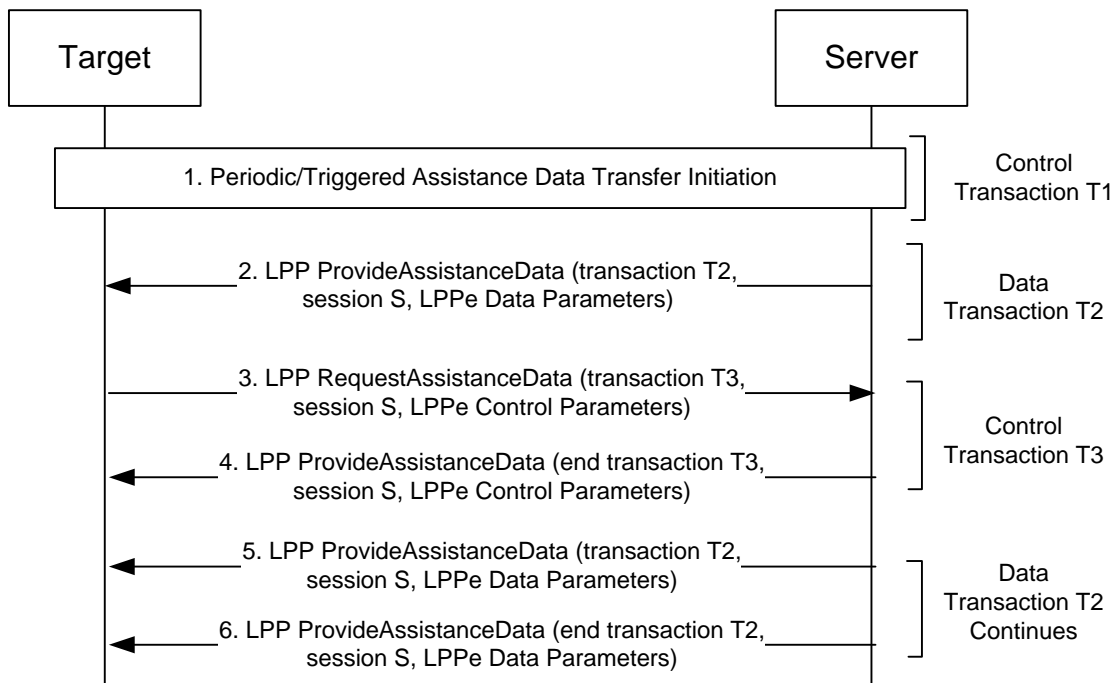 Target
Server
1. Periodic/Triggered Assistance Data Transfer Initiation
Control
Transaction T1
2. LPP ProvideAssistanceData (transaction T2,
session S, LPPe Data Parameters)
Data
Transaction T2
3. LPP RequestAssistanceData (transaction T3,
session S, LPPe Control Parameters)
Control
Transaction T3
4. LPP ProvideAssistanceData (end transaction T3,
session S, LPPe Control Parameters)
5. LPP ProvideAssistanceData (transaction T2,
session S, LPPe Data Parameters)
Data
Transaction T2
Continues
6. LPP ProvideAssistanceData (end transaction T2,
session S, LPPe Data Parameters)